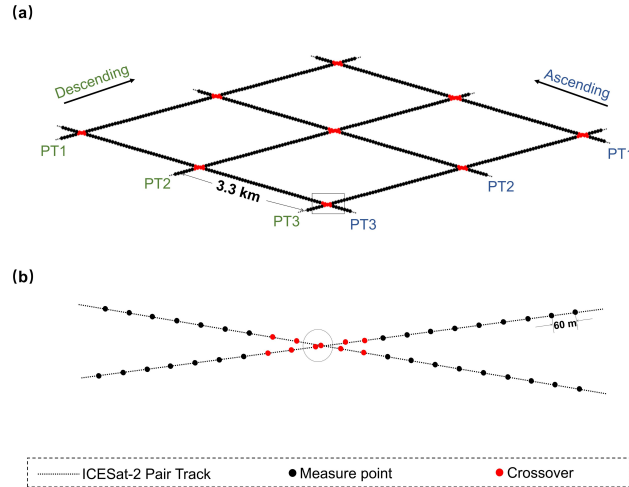 (a)
Descending
Ascending
PT1
PT1
PT2
PT2
3.3 km
PT3
PT3
(b)
60 m
ICESat-2 Pair Track
Measure point
Crossover